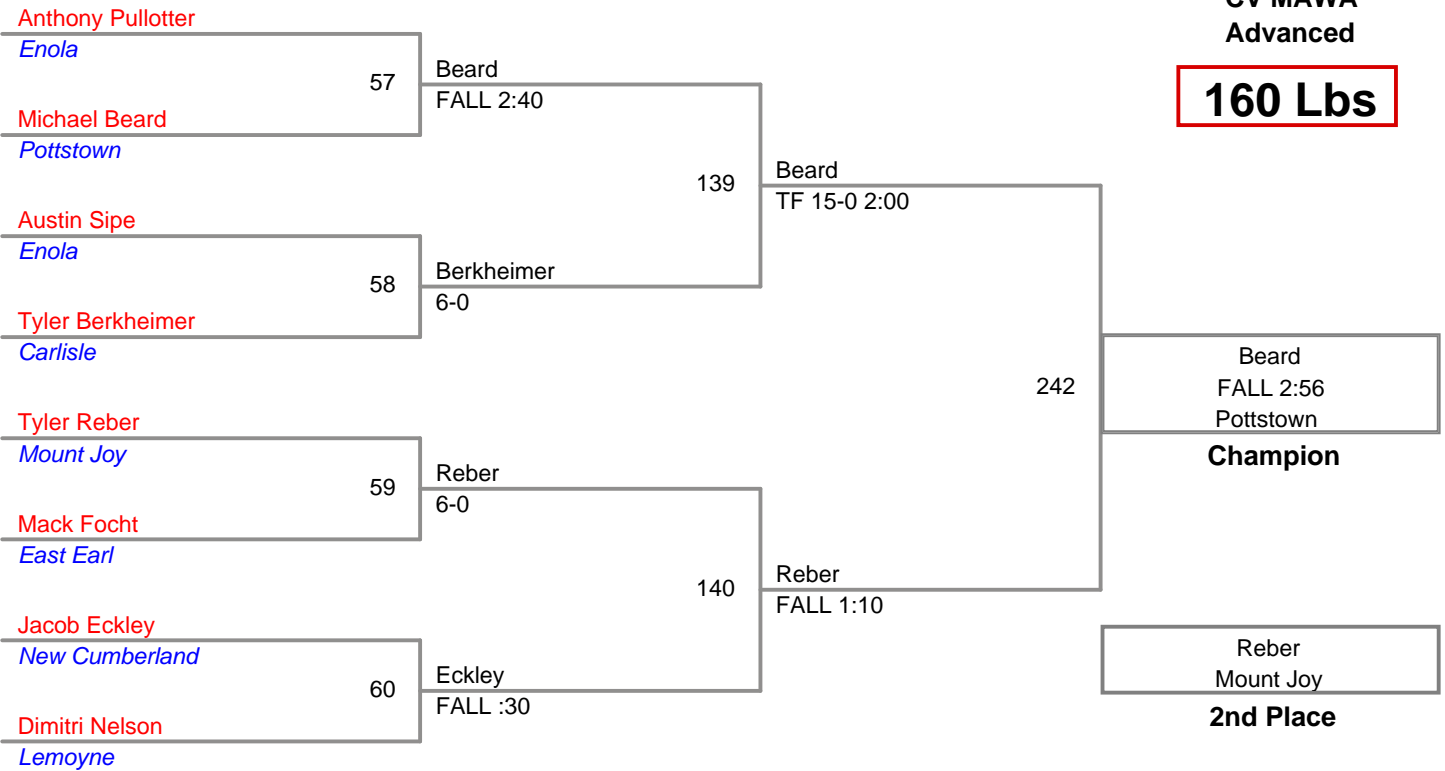 CV MAWA
Advanced
160 Lbs
Anthony Pullotter
Enola
57
Beard
FALL 2:40
Michael Beard
Pottstown
139
Beard
TF 15-0 2:00
Austin Sipe
Enola
58
Berkheimer
6-0
Tyler Berkheimer
Carlisle
242
Beard
FALL 2:56
Pottstown
Champion
Tyler Reber
Mount Joy
59
Reber
6-0
Mack Focht
East Earl
140
Reber
FALL 1:10
Jacob Eckley
New Cumberland
60
Eckley
FALL :30
Dimitri Nelson
Lemoyne
Reber
Mount Joy
2nd Place